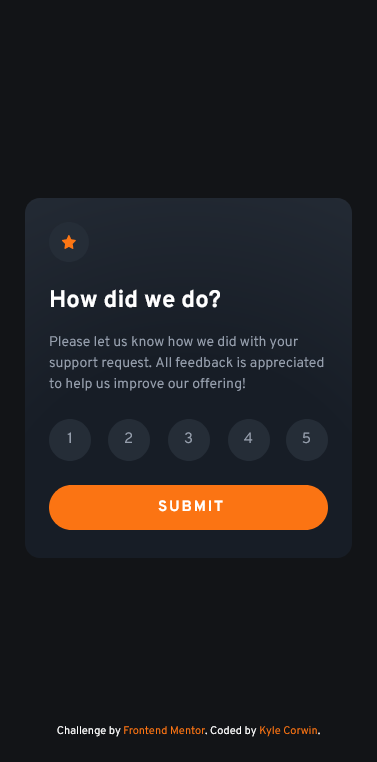 How did we do?
Please let us know how we did with your
support request. All feedback is appreciated
to help us improve our offering!
1 2 3 4 5
SUBMIT
Challenge by Frontend Mentor. Coded by Kyle Corwin.